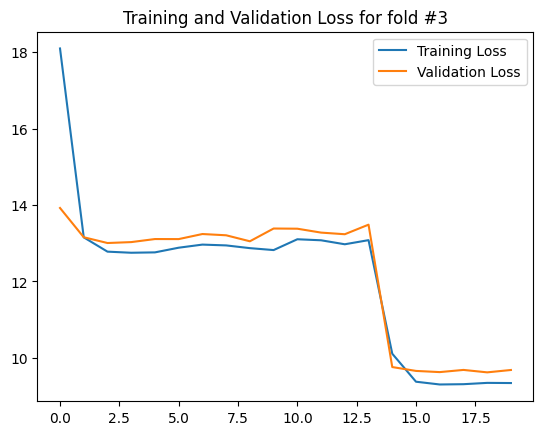 Training and Validation Loss for fold #3
Training Loss
Validation Loss
18
16
14
12
10
0.0 2.5 5.0 7.5 10.0 12.5 15.0 17.5